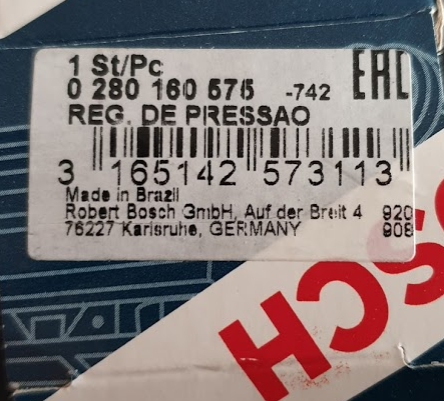 1 St/Pc
0 280 160 575 -742
EAC
REG. DE PRESSAO
3 165142 573113
Made in Brazil
Robert Bosch GmbH, Auf der Breit 4 920
76227 Karlsruhe, GERMANY 908
SCH